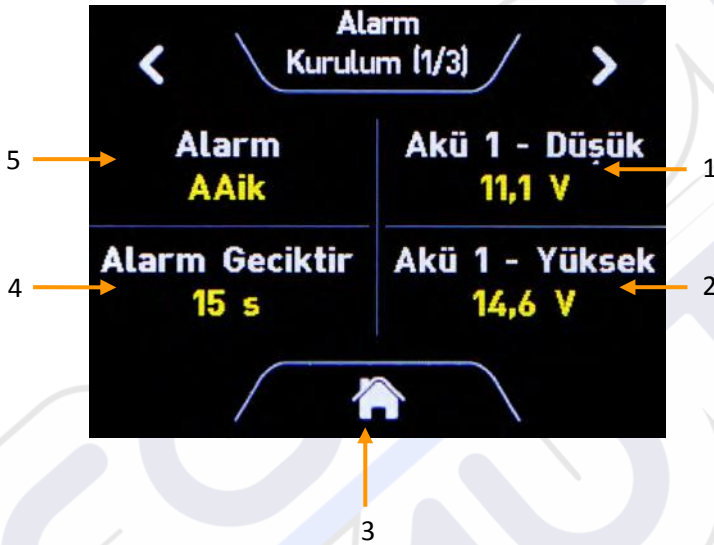 Alarm
Kurulum (1/3)
Alarm
AAik
Akü 1 - Düşük
11,1 V
Alarm Geciktir
15 s
Akü 1 - Yüksek
14,6 V
5
1
4
2
3